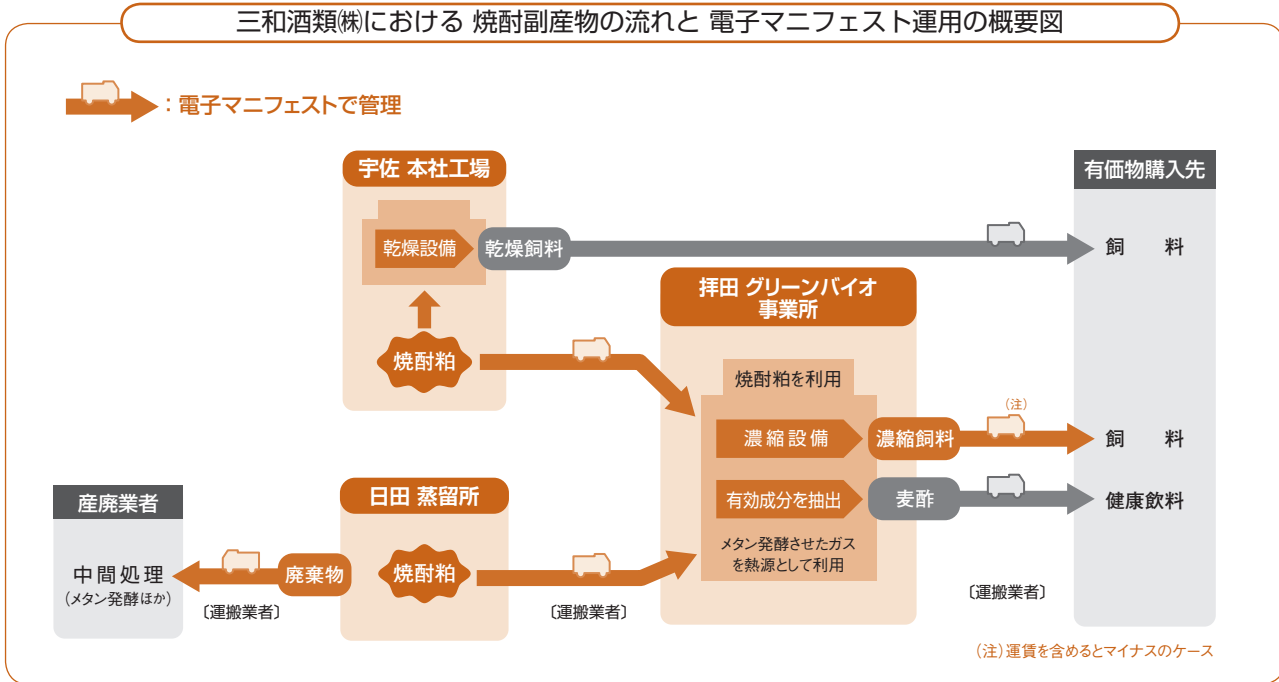 三和酒類㈱における 焼酎副産物の流れと 電子マニフェスト運用の概要図
：電子マニフェストで管理
宇佐 本社工場
乾燥設備
乾燥飼料
焼酎粕
有価物購入先
飼　料
拝田 グリーンバイオ
事業所
焼酎粕を利用
濃縮設備
濃縮飼料
(注)
飼　料
有効成分を抽出
麦酢
健康飲料
メタン発酵させたガス
を熱源として利用
産廃業者
中間処理
(メタン発酵ほか)
廃棄物
日田 蒸留所
焼酎粕
〔運搬業者〕
〔運搬業者〕
〔運搬業者〕
(注)運賃を含めるとマイナスのケース